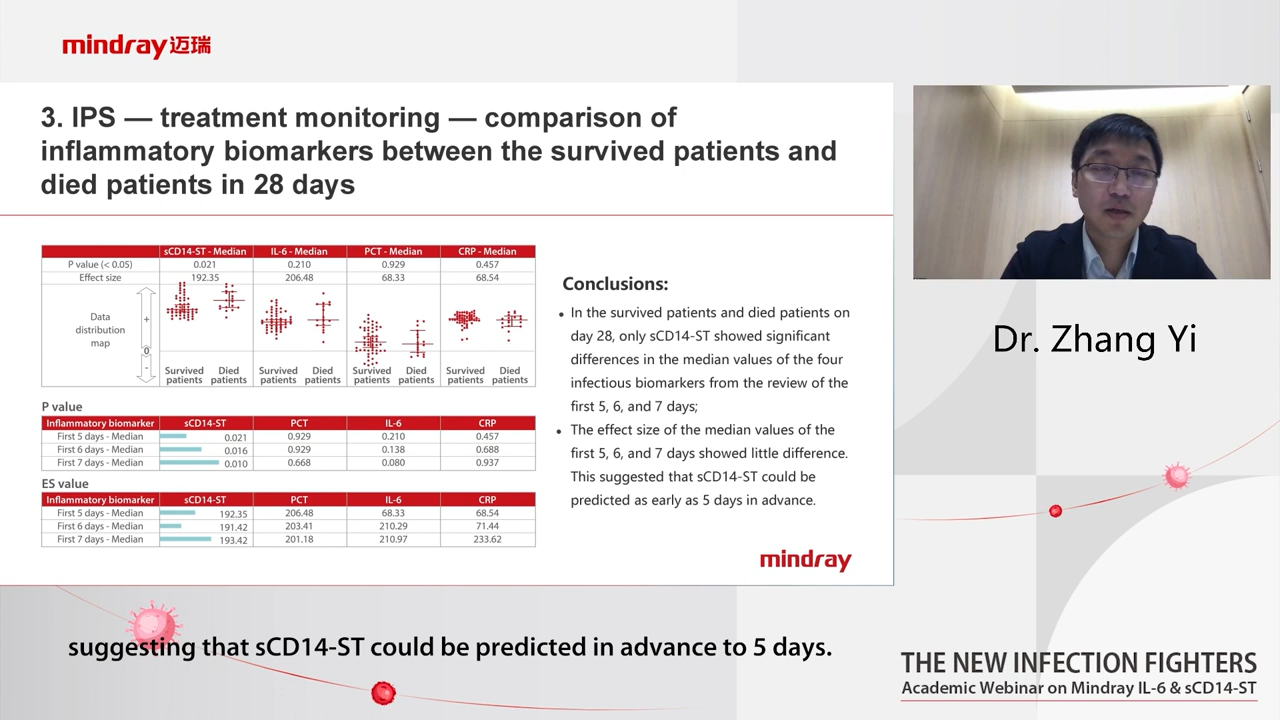 mindray迈瑞
3. IPS — treatment monitoring — comparison of
inflammatory biomarkers between the survived patients and
died patients in 28 days
sCD14-ST - Median IL-6 - Median PCT - Median CRP - Median
P value (< 0.05) 0.021 0.210 0.929 0.457
Effect size 192.35 206.48 68.33 68.54
Data
distribution
map
+
0
-
Survived patients Died patients Survived patients Died patients Survived patients Died patients Survived patients Died patients
P value
Inflammatory biomarker sCD14-ST PCT IL-6 CRP
First 5 days - Median 0.021 0.929 0.210 0.457
First 6 days - Median 0.016 0.929 0.138 0.688
First 7 days - Median 0.010 0.668 0.080 0.937
ES value
Inflammatory biomarker sCD14-ST PCT IL-6 CRP
First 5 days - Median 192.35 206.48 68.33 68.54
First 6 days - Median 191.42 203.41 210.29 71.44
First 7 days - Median 193.42 201.18 210.97 233.62
Conclusions:
• In the survived patients and died patients on
day 28, only sCD14-ST showed significant
differences in the median values of the four
infectious biomarkers from the review of the
first 5, 6, and 7 days;
• The effect size of the median values of the
first 5, 6, and 7 days showed little difference.
This suggested that sCD14-ST could be
predicted as early as 5 days in advance.
mindray
Dr. Zhang Yi
suggesting that sCD14-ST could be predicted in advance to 5 days.
THE NEW INFECTION FIGHTERS
Academic Webinar on Mindray IL-6 & sCD14-ST